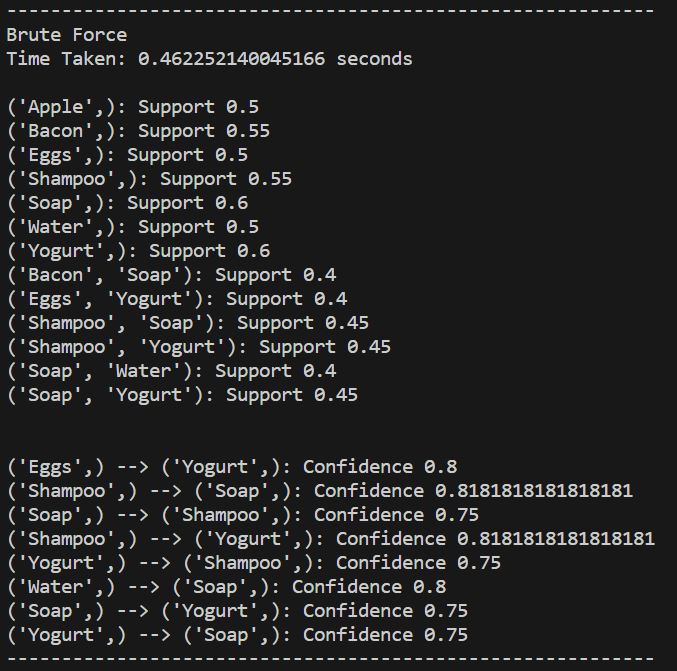 -----------------------------------------------------------
Brute Force
Time Taken: 0.462252140045166 seconds
('Apple',): Support 0.5
('Bacon',): Support 0.55
('Eggs',): Support 0.5
('Shampoo',): Support 0.55
('Soap',): Support 0.6
('Water',): Support 0.5
('Yogurt',): Support 0.6
('Bacon', 'Soap'): Support 0.4
('Eggs', 'Yogurt'): Support 0.4
('Shampoo', 'Soap'): Support 0.45
('Shampoo', 'Yogurt'): Support 0.45
('Soap', 'Water'): Support 0.4
('Soap', 'Yogurt'): Support 0.45
('Eggs',) --> ('Yogurt',): Confidence 0.8
('Shampoo',) --> ('Soap',): Confidence 0.8181818181818181
('Soap',) --> ('Shampoo',): Confidence 0.75
('Shampoo',) --> ('Yogurt',): Confidence 0.8181818181818181
('Yogurt',) --> ('Shampoo',): Confidence 0.75
('Water',) --> ('Soap',): Confidence 0.8
('Soap',) --> ('Yogurt',): Confidence 0.75
('Yogurt',) --> ('Soap',): Confidence 0.75
-----------------------------------------------------------